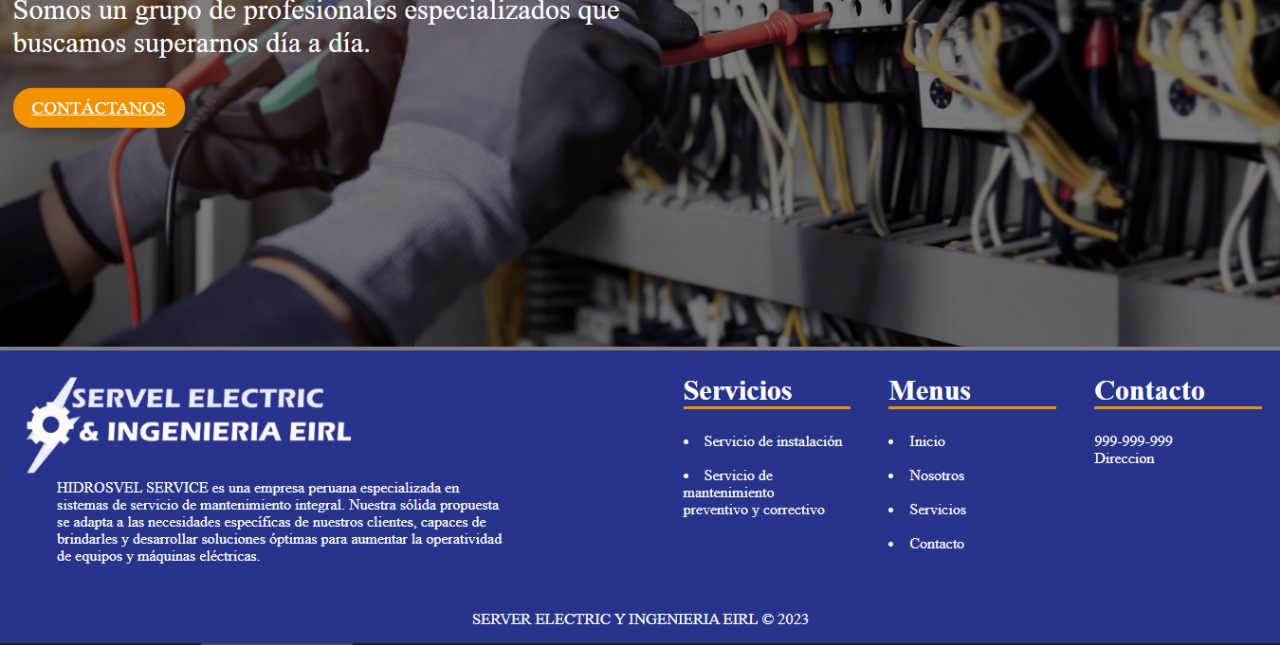 Somos un grupo de profesionales especializados que
buscamos superarnos día a día.
CONTÁCTANOS
SERVEL ELECTRIC
& INGENIERIA EIRL
HIDROSVEL SERVICE es una empresa peruana especializada en
sistemas de servicio de mantenimiento integral. Nuestra sólida propuesta
se adapta a las necesidades específicas de nuestros clientes, capaces de
brindarles y desarrollar soluciones óptimas para aumentar la operatividad
de equipos y máquinas eléctricas.
Servicios
• Servicio de instalación
• Servicio de
mantenimiento
preventivo y correctivo
Menus
• Inicio
• Nosotros
• Servicios
• Contacto
Contacto
999-999-999
Direccion
SERVER ELECTRIC Y INGENIERIA EIRL © 2023